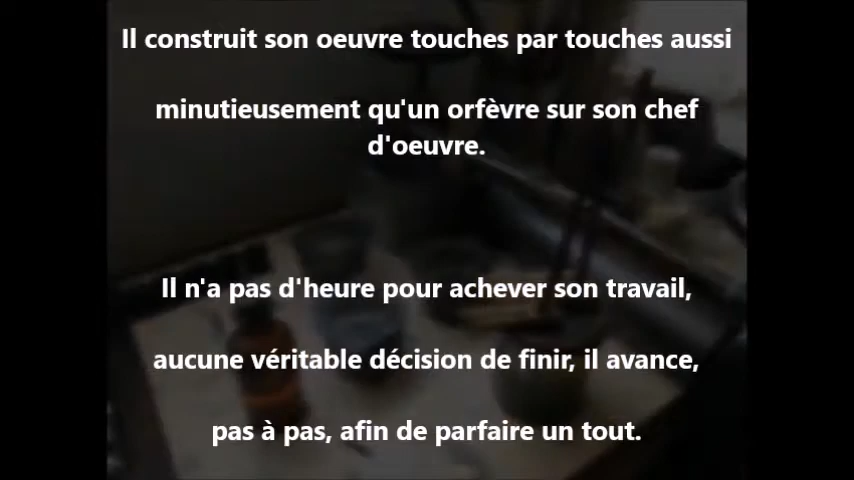 Il construit son oeuvre touches par touches aussi
minutieusement qu'un orfèvre sur son chef
d'oeuvre.
Il n'a pas d'heure pour achever son travail,
aucune véritable décision de finir, il avance,
pas à pas, afin de parfaire un tout.